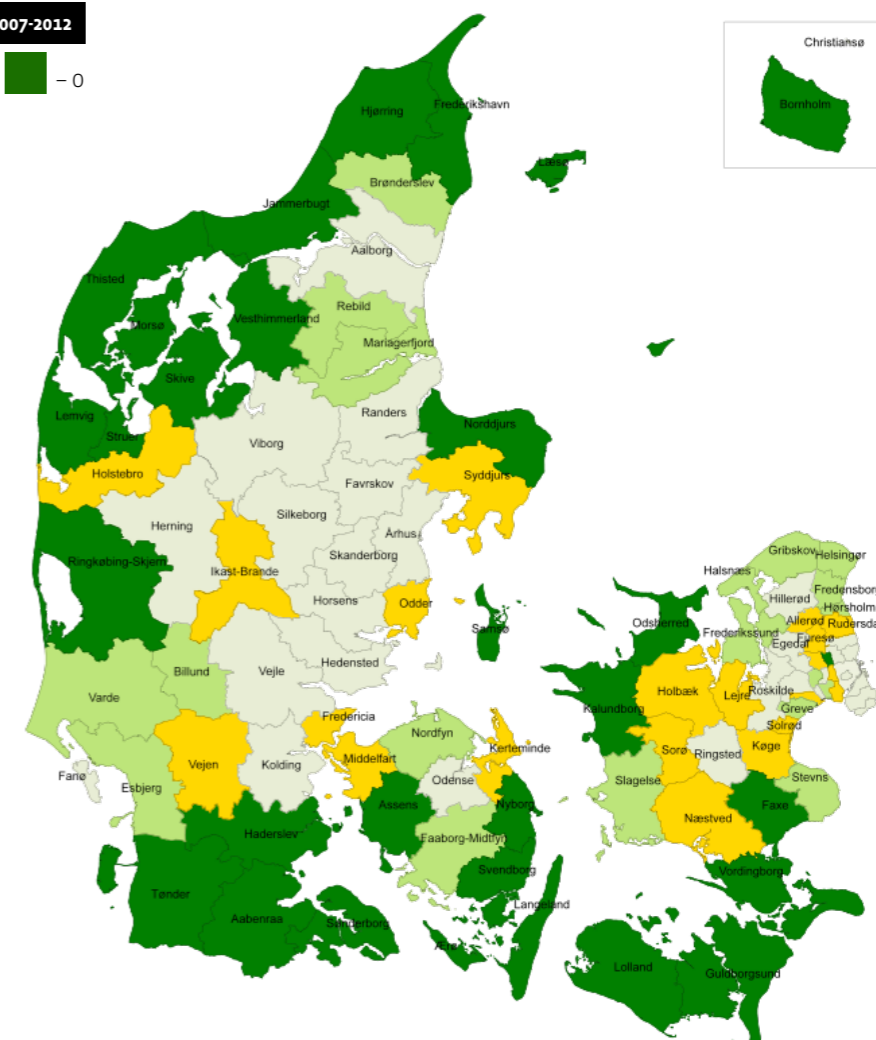 007-2012
– 0
Christiansø
Bornholm
Hjørring
Frederikshavn
Læsø
Brønderslev
Jammerbugt
Aalborg
Thisted
Rebild
Morsø
Vesthimmerland
Mariagerfjord
Skive
Lemvig
Randers
Struer
Viborg
Norddjurs
Holstebro
Syddjurs
Favrskov
Silkeborg
Herning
Århus
Skanderborg
Ringkøbing-Skjern
Ikast-Brande
Horsens
Odder
Samsø
Hedensted
Vejle
Billund
Varde
Fredericia
Nordfyn
Kerteminde
Middelfart
Vejen
Kolding
Fanø
Esbjerg
Odense
Assens
Nyborg
Haderslev
Faaborg-Midtfyn
Svendborg
Tønder
Langeland
Aabenraa
Sønderborg
Ærø
Gribskov
Helsingør
Halsnæs
Fredensborg
Hillerød
Hørsholm
Odsherred
Allerød
Rudersda
Frederikssund
Furesø
Egedal
Holbæk
Lejre
Roskilde
Kalundborg
Greve
Solrød
Køge
Sorø
Ringsted
Slagelse
Stevns
Næstved
Faxe
Vordingborg
Lolland
Guldborgsund